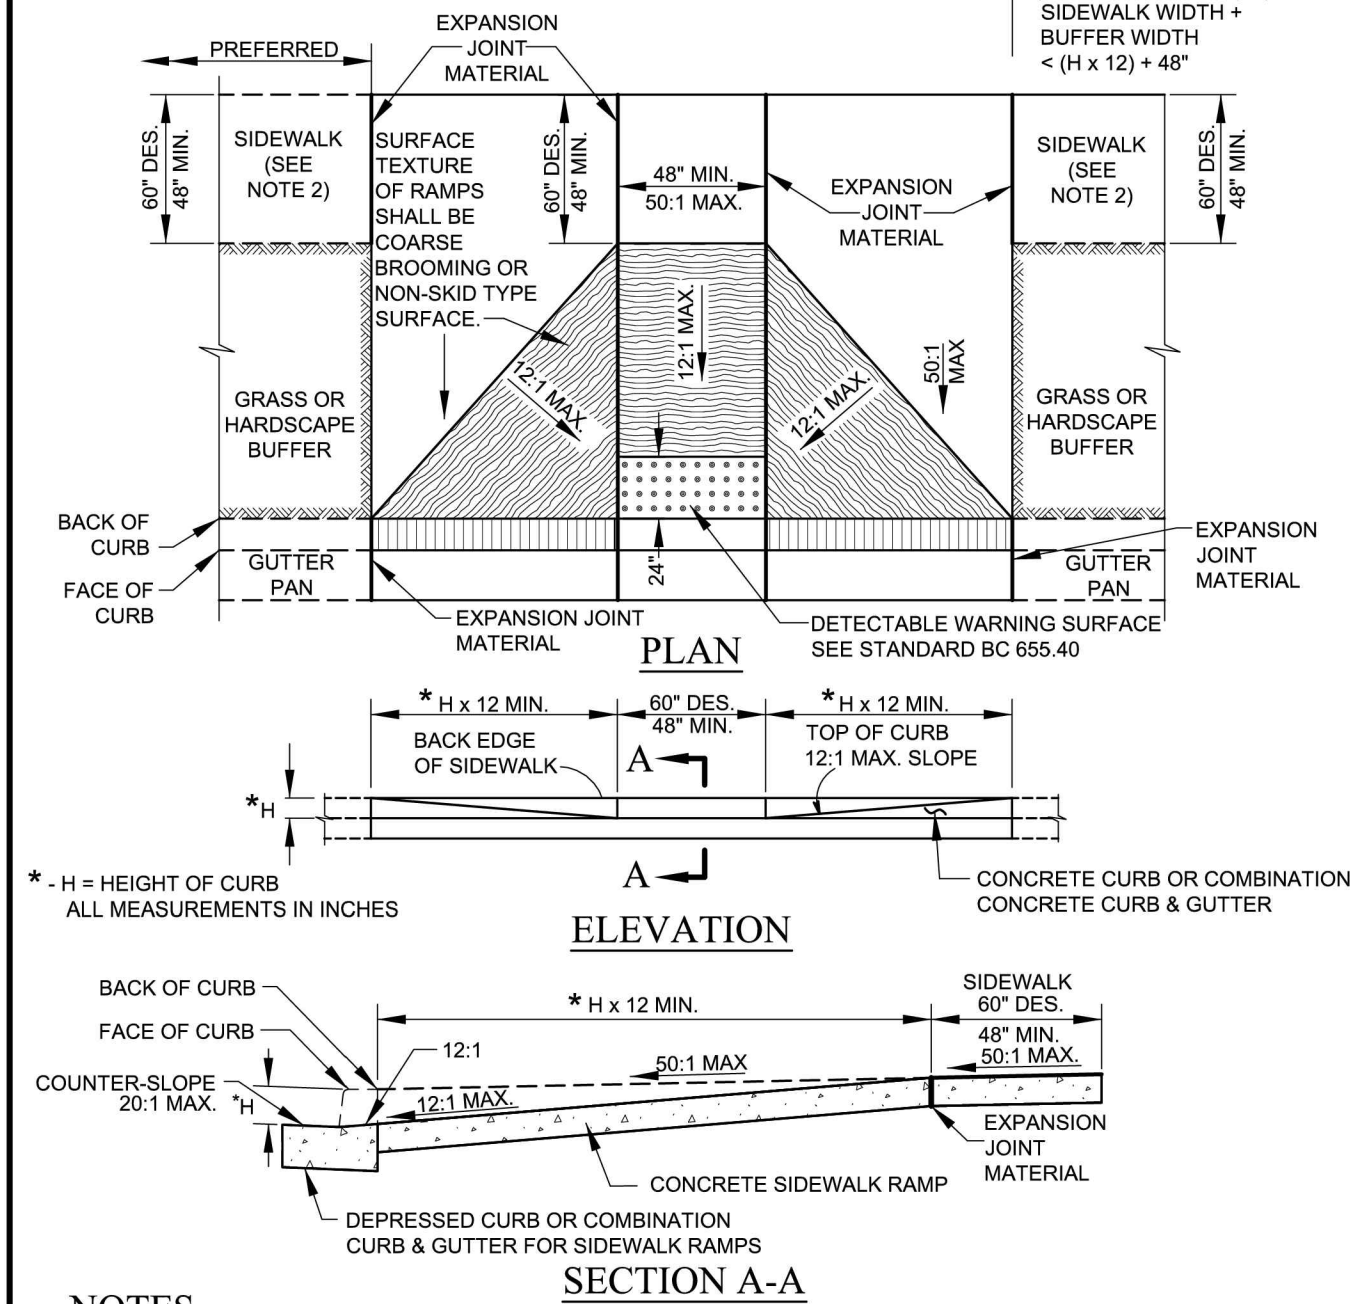 SIDEWALK WIDTH +
BUFFER WIDTH
< (H x 12) + 48"
EXPANSION
JOINT
MATERIAL
PREFERRED
60" DES.
48" MIN.
SIDEWALK
(SEE
NOTE 2)
SURFACE
TEXTURE
OF RAMPS
SHALL BE
COARSE
BROOMING OR
NON-SKID TYPE
SURFACE.
60" DES.
48" MIN.
48" MIN.
50:1 MAX.
EXPANSION
JOINT
MATERIAL
SIDEWALK
(SEE
NOTE 2)
60" DES.
48" MIN.
12:1 MAX.
12:1 MAX.
12:1 MAX.
50:1
MAX
GRASS OR
HARDSCAPE
BUFFER
GRASS OR
HARDSCAPE
BUFFER
BACK OF
CURB
FACE OF
CURB
GUTTER
PAN
24"
GUTTER
PAN
EXPANSION
JOINT
MATERIAL
EXPANSION JOINT
MATERIAL
DETECTABLE WARNING SURFACE
SEE STANDARD BC 655.40
PLAN
* H x 12 MIN.
60" DES.
48" MIN.
* H x 12 MIN.
BACK EDGE
OF SIDEWALK
A
TOP OF CURB
12:1 MAX. SLOPE
*H
A
* - H = HEIGHT OF CURB
ALL MEASUREMENTS IN INCHES
CONCRETE CURB OR COMBINATION
CONCRETE CURB & GUTTER
ELEVATION
BACK OF CURB
FACE OF CURB
COUNTER-SLOPE
20:1 MAX.
*H
12:1
* H x 12 MIN.
SIDEWALK
60" DES.
48" MIN.
50:1 MAX.
50:1 MAX
12:1 MAX.
EXPANSION
JOINT
MATERIAL
CONCRETE SIDEWALK RAMP
DEPRESSED CURB OR COMBINATION
CURB & GUTTER FOR SIDEWALK RAMPS
SECTION A-A
NOTES